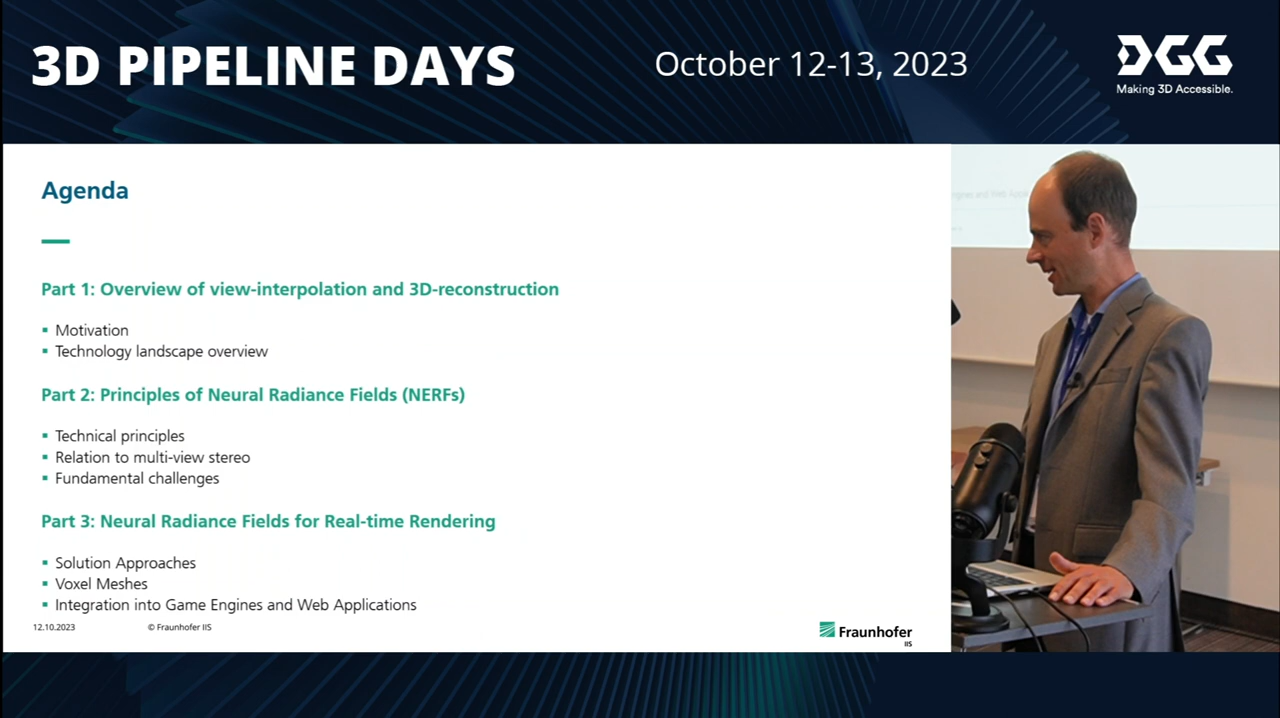 3D PIPELINE DAYS
October 12-13, 2023
DGG
Making 3D Accessible.
Agenda
Part 1: Overview of view-interpolation and 3D-reconstruction
▪ Motivation
▪ Technology landscape overview
Part 2: Principles of Neural Radiance Fields (NERFs)
▪ Technical principles
▪ Relation to multi-view stereo
▪ Fundamental challenges
Part 3: Neural Radiance Fields for Real-time Rendering
▪ Solution Approaches
▪ Voxel Meshes
▪ Integration into Game Engines and Web Applications
12.10.2023 © Fraunhofer IIS
Fraunhofer
IIS